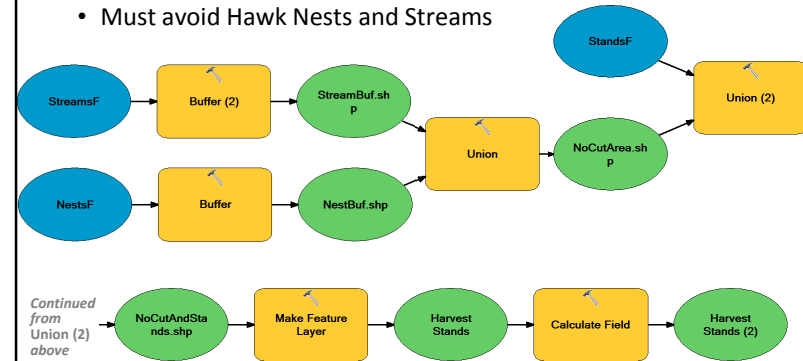 • Must avoid Hawk Nests and Streams
StandsF
StreamsF
Buffer (2)
StreamBuf.sh
p
Union (2)
Union
NoCutArea.sh
p
NestsF
Buffer
NestBuf.shp
Continued
from
Union (2)
above
NoCutAndSta
nds.shp
Make Feature
Layer
Harvest
Stands
Calculate Field
Harvest
Stands (2)